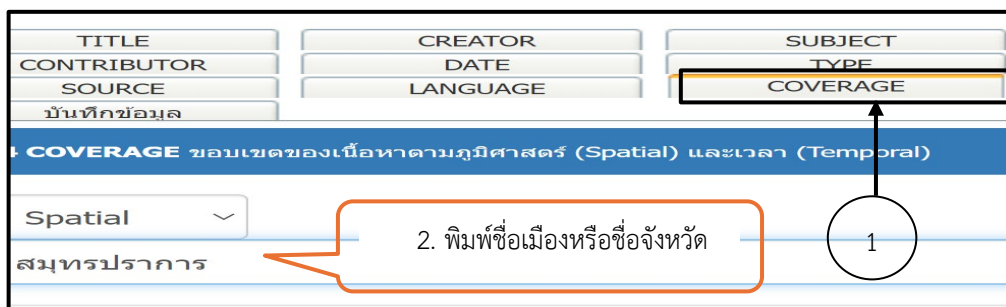 TITLE CREATOR SUBJECT
CONTRIBUTOR DATE TYPE
SOURCE LANGUAGE COVERAGE
บันทึกข้อมูล
4 COVERAGE ขอบเขตของเนื้อหาตามภูมิศาสตร์ (Spatial) และเวลา (Temporal)
Spatial
2. พิมพ์ชื่อเมืองหรือชื่อจังหวัด
1
สมุทรปราการ